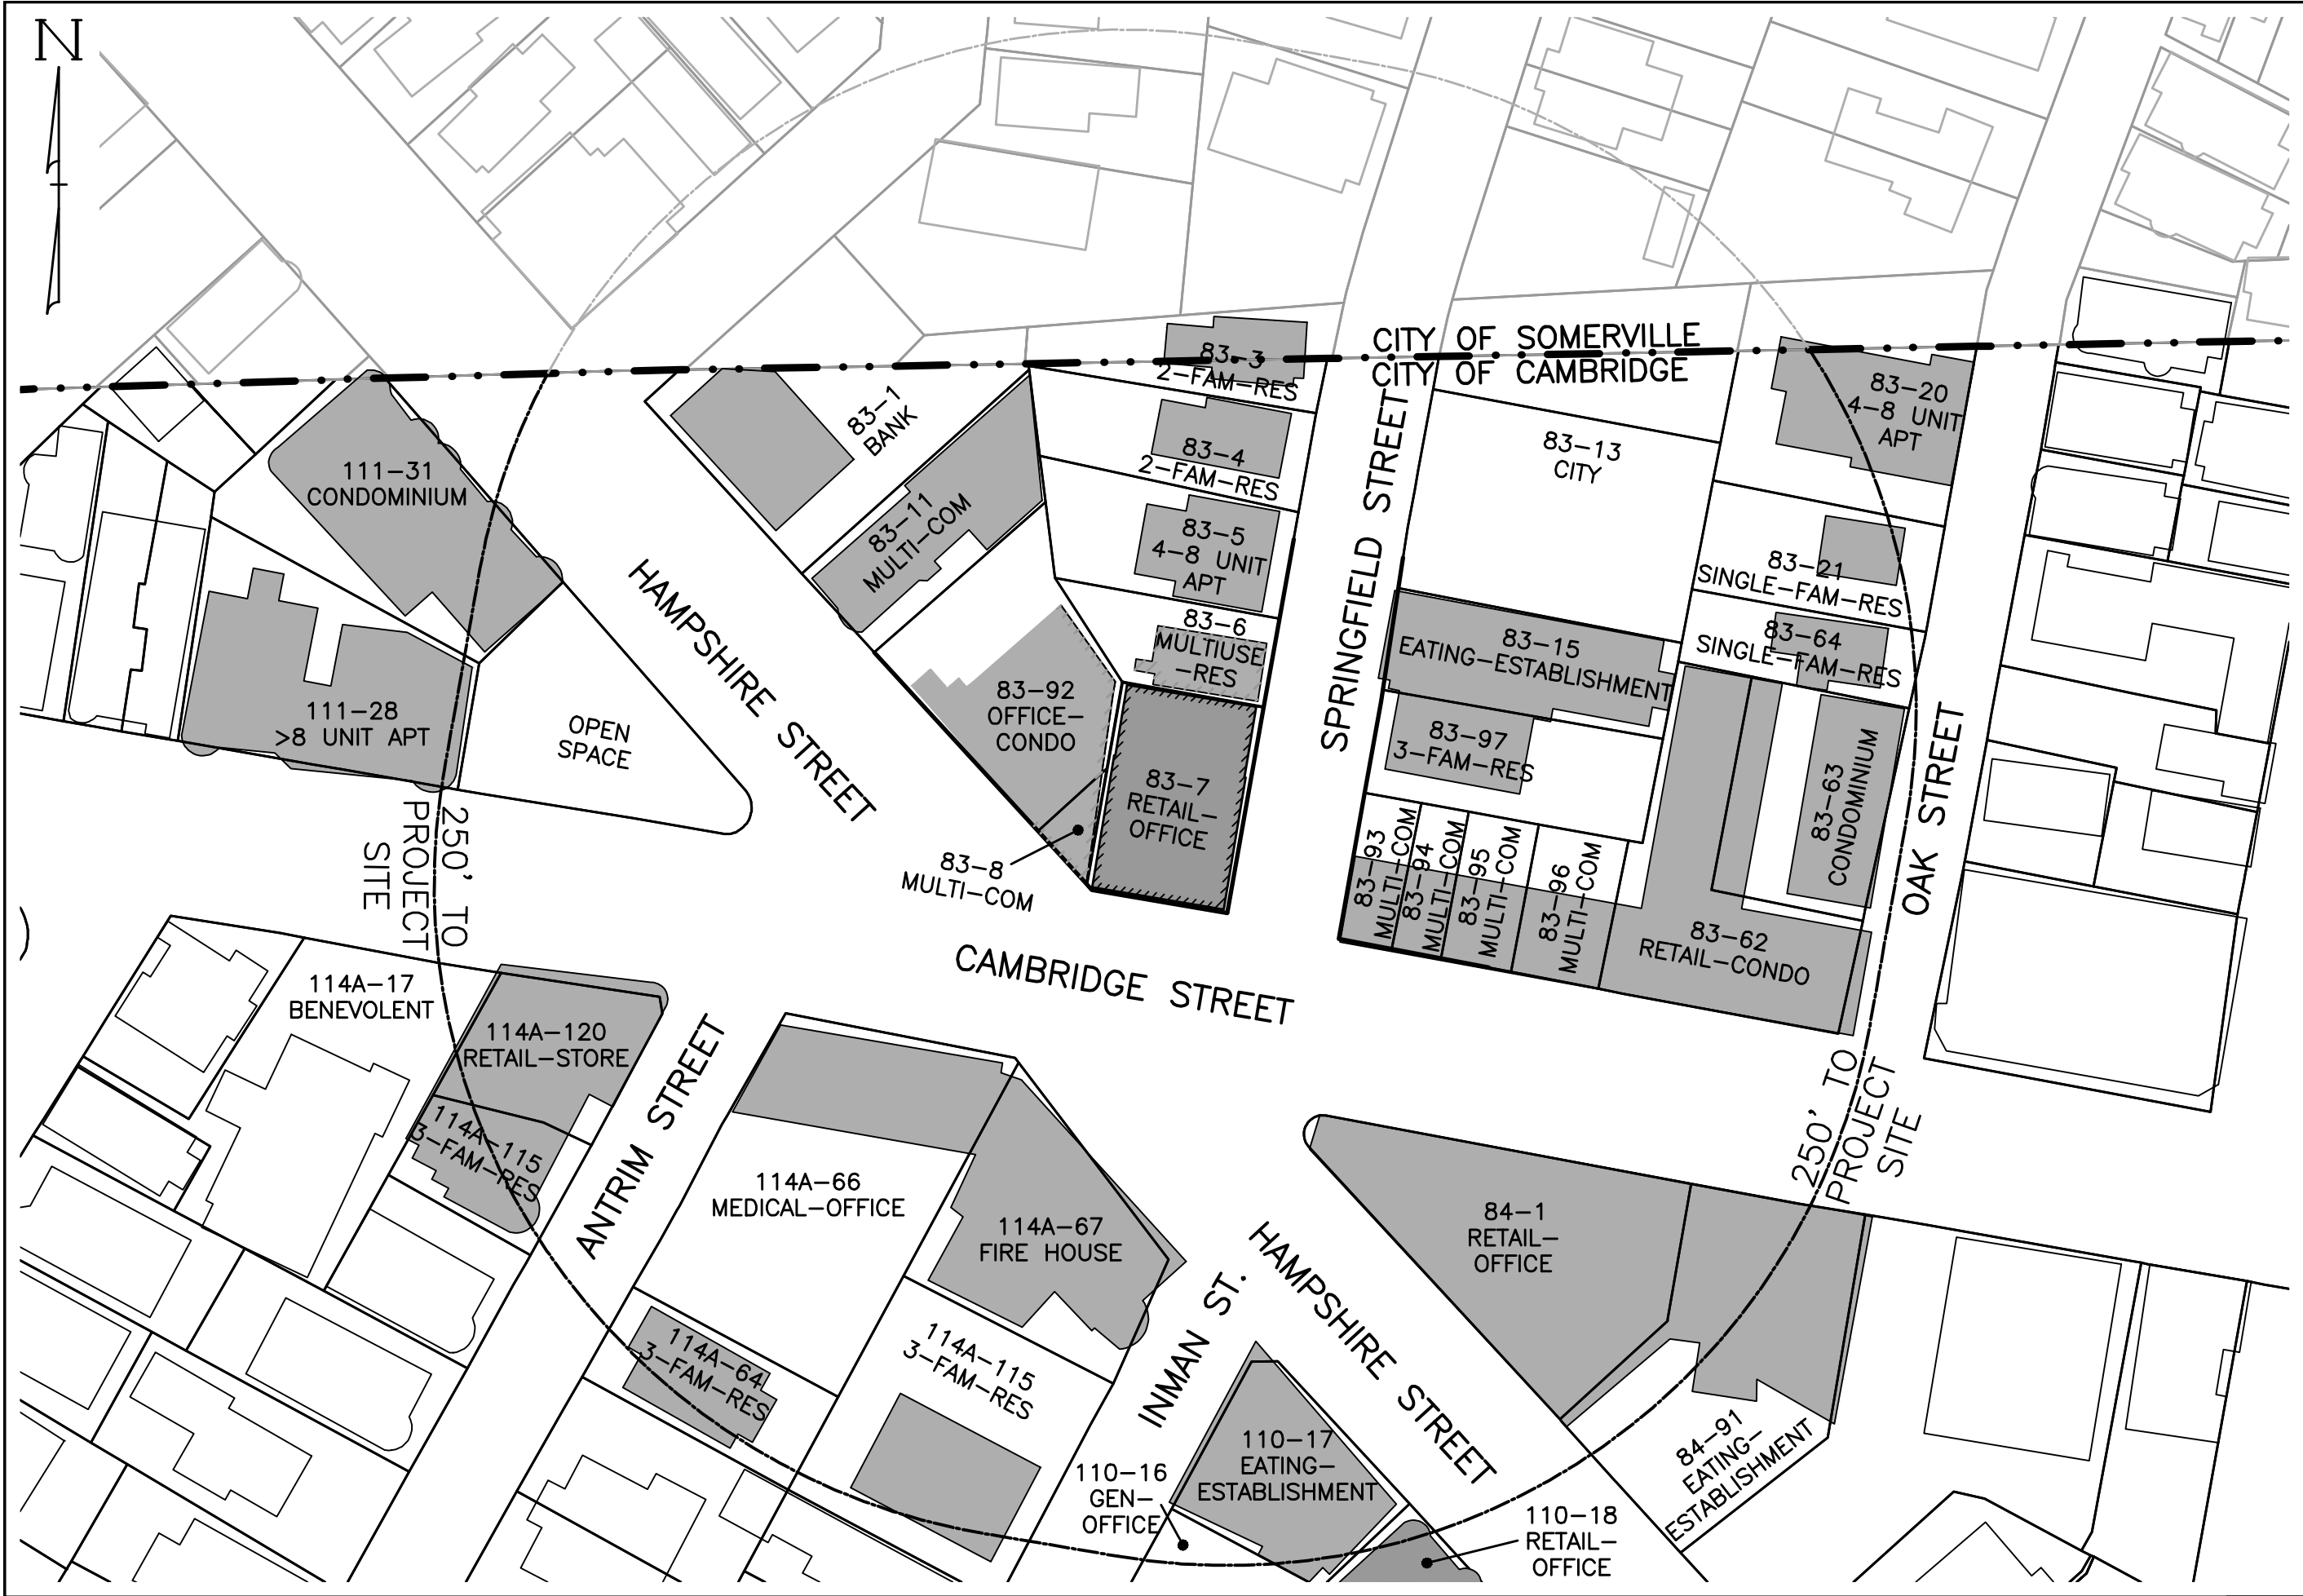 N
CITY OF SOMERVILLE
CITY OF CAMBRIDGE
83-3
2-FAM-RES
83-1
BANK
83-20
4-8 UNIT
APT
83-4
2-FAM-RES
83-13
CITY
111-31
CONDOMINIUM
83-11
MULTI-COM
83-5
4-8 UNIT
APT
SPRINGFIELD STREET
83-21
SINGLE-FAM-RES
HAMPSHIRE STREET
83-6
MULTIUSE
-RES
83-15
EATING-ESTABLISHMENT
83-64
SINGLE-FAM-RES
83-92
OFFICE-
CONDO
111-28
>8 UNIT APT
OPEN
SPACE
83-97
3-FAM-RES
83-7
RETAIL-
OFFICE
83-63
CONDOMINIUM
OAK STREET
250' TO
PROJECT
SITE
83-8
MULTI-COM
83-93
MULTI-COM
83-94
MULTI-COM
83-95
MULTI-COM
83-96
MULTI-COM
83-62
RETAIL-CONDO
CAMBRIDGE STREET
114A-17
BENEVOLENT
114A-120
RETAIL-STORE
ANTRIM STREET
114A-115
3-FAM-RES
250' TO
PROJECT
SITE
114A-66
MEDICAL-OFFICE
114A-67
FIRE HOUSE
84-1
RETAIL-
OFFICE
INMAN ST.
HAMPSHIRE STREET
114A-64
3-FAM-RES
114A-115
3-FAM-RES
110-17
EATING-
ESTABLISHMENT
84-91
EATING-
ESTABLISHMENT
110-16
GEN-
OFFICE
110-18
RETAIL-
OFFICE